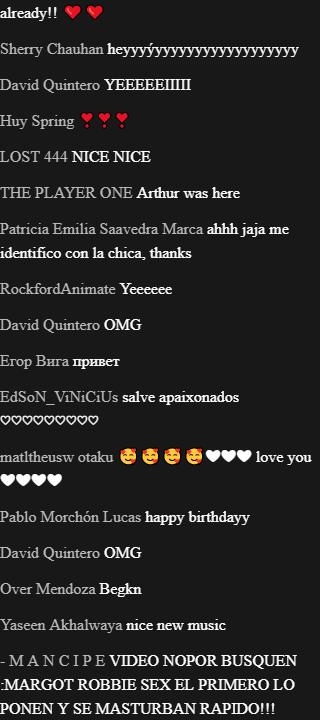 already!! ❤️ ❤️
Sherry Chauhan heyyyýyyyyyyyyyyyyyyyyyyyyy
David Quintero YEEEEEIIIII
Huy Spring ❣️❣️❣️
LOST 444 NICE NICE
THE PLAYER ONE Arthur was here
Patricia Emilia Saavedra Marca ahhh jaja me
identifico con la chica, thanks
RockfordAnimate Yeeeeee
David Quintero OMG
Егор Вига привет
EdSoN_ViNiCiUs salve apaixonados
♡♡♡♡♡♡♡♡♡
matltheusw otaku 🥰 🥰 🥰 🥰🤍🤍🤍 love you
🤍🤍🤍🤍
Pablo Morchón Lucas happy birthdayy
David Quintero OMG
Over Mendoza Begkn
Yaseen Akhalwaya nice new music
- M A N C I P E VIDEO NOPOR BUSQUEN
:MARGOT ROBBIE SEX EL PRIMERO LO
PONEN Y SE MASTURBAN RAPIDO!!!